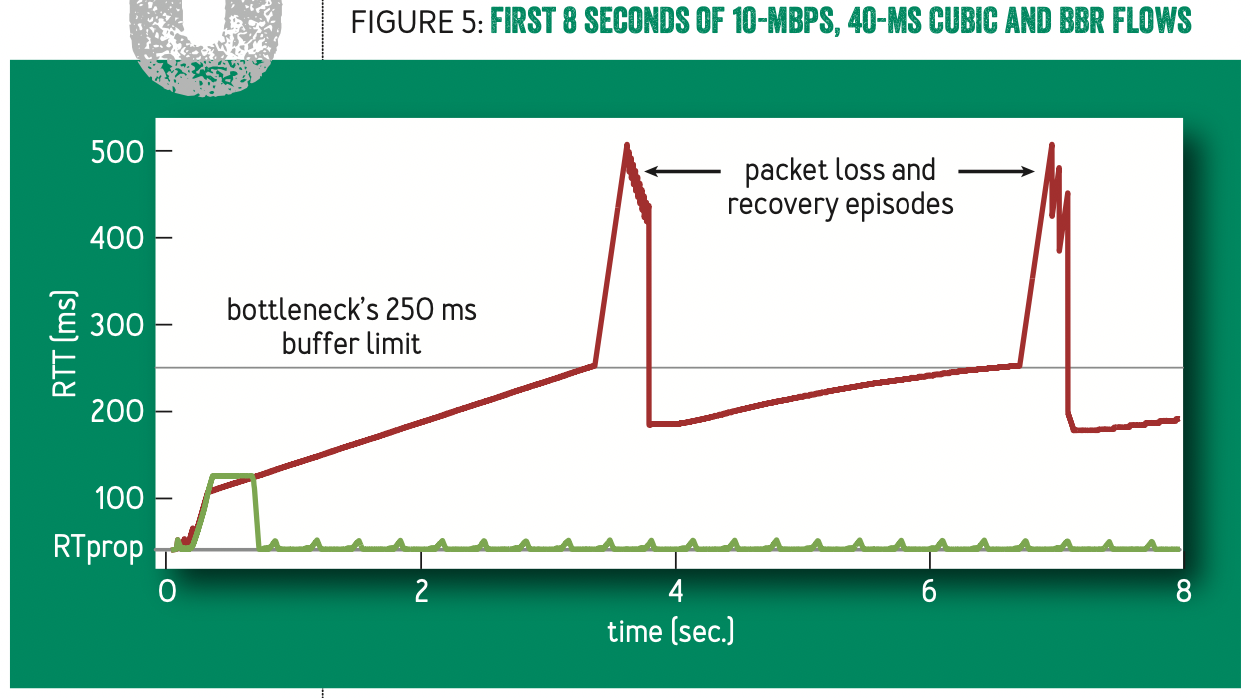 FIGURE 5: FIRST 8 SECONDS OF 10-MBPS, 40-MS CUBIC AND BBR FLOWS
500
400
300
200
100
RTprop
RTT (ms)
packet loss and
recovery episodes
bottleneck's 250 ms
buffer limit
0 2 4 6 8
time (sec.)